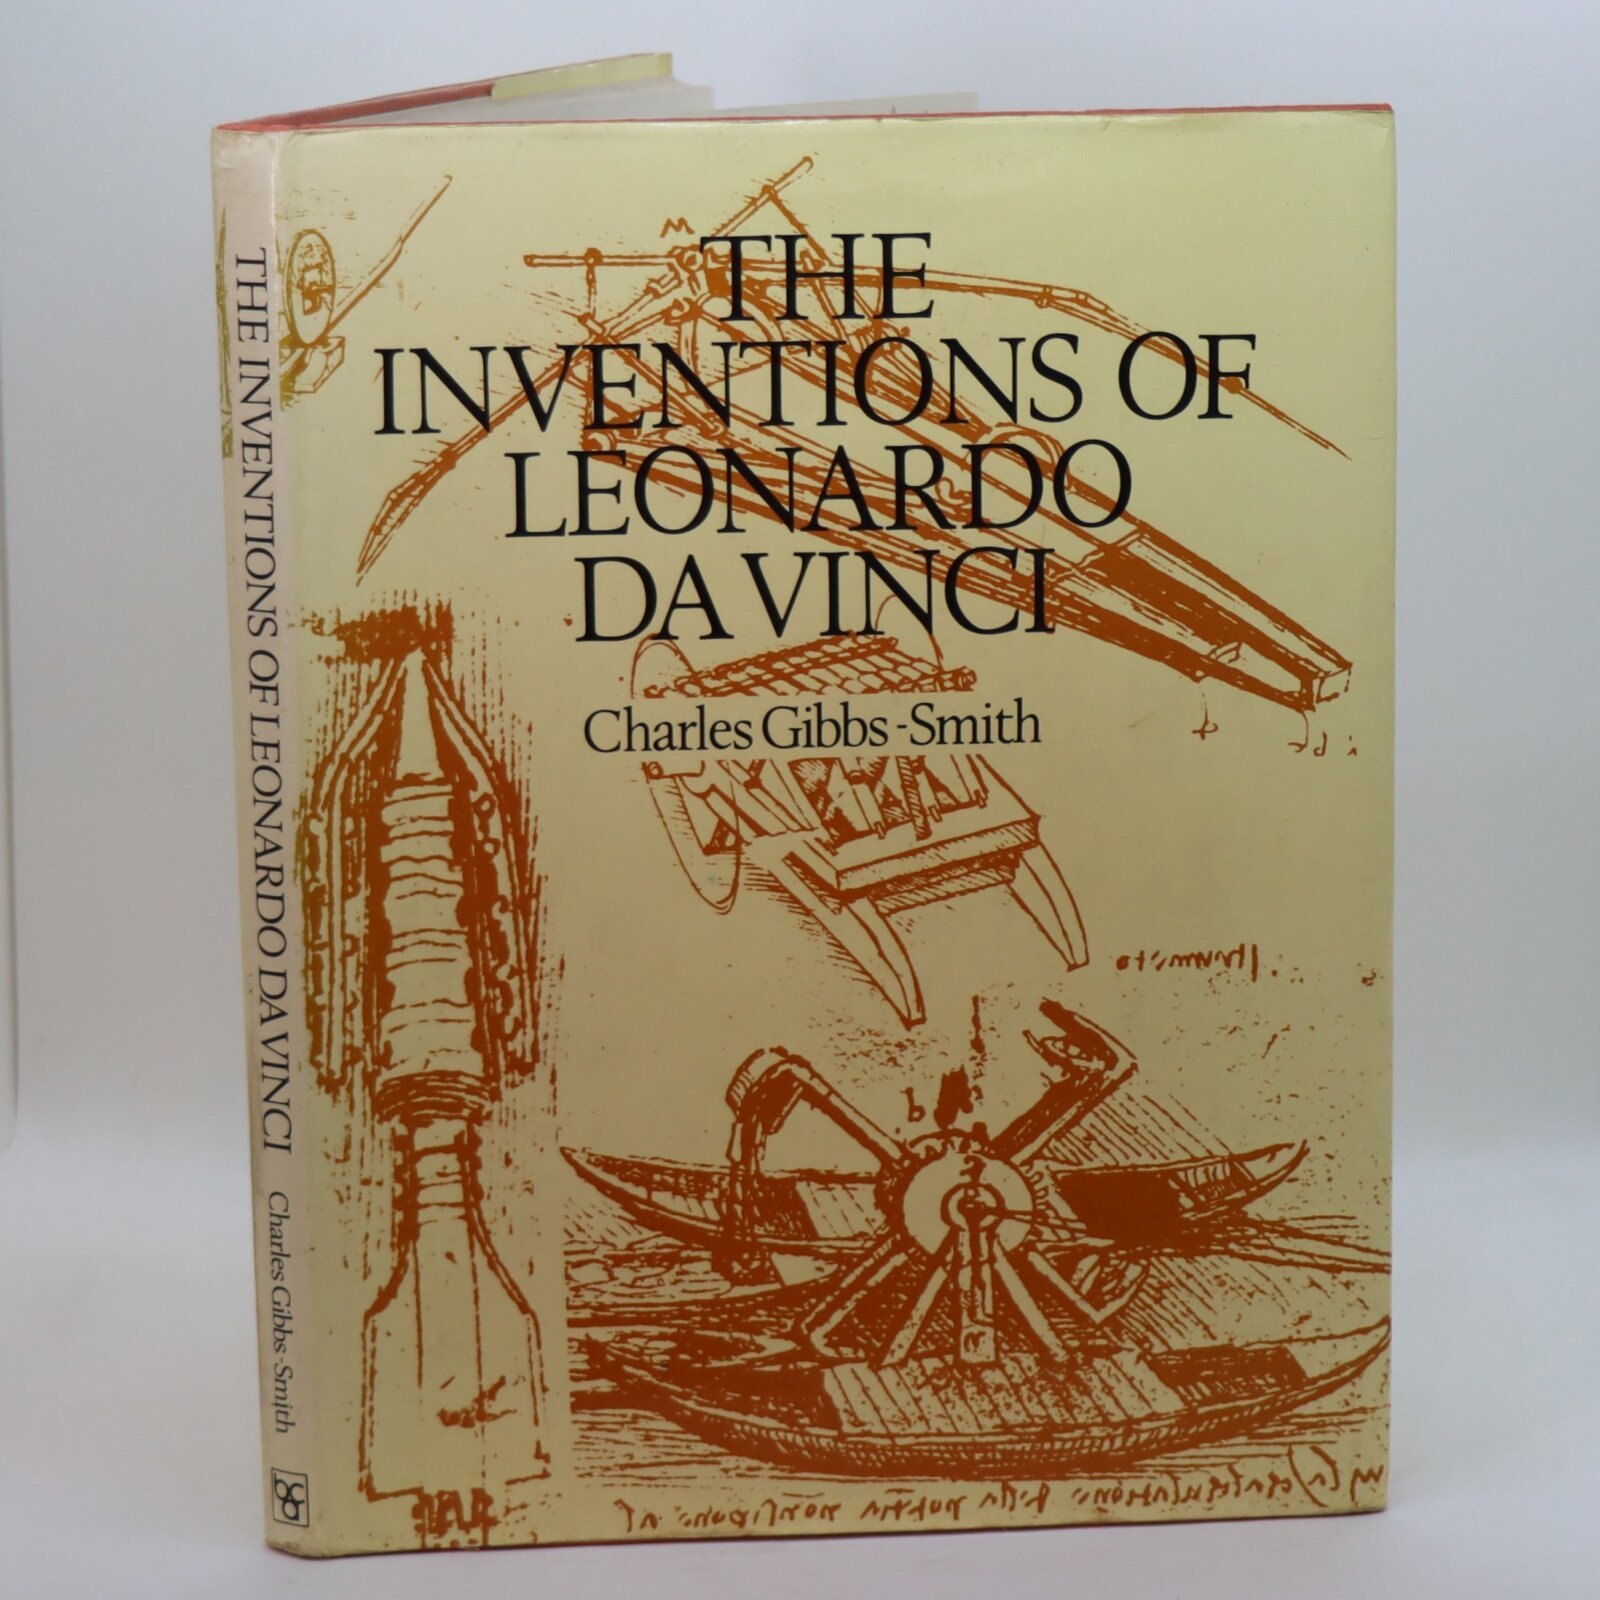 THE
INVENTIONS OF
LEONARDO
DA VINCI
Charles Gibbs-Smith
THE INVENTIONS OF LEONARDO DA VINCI Charles Gibbs-Smith
M